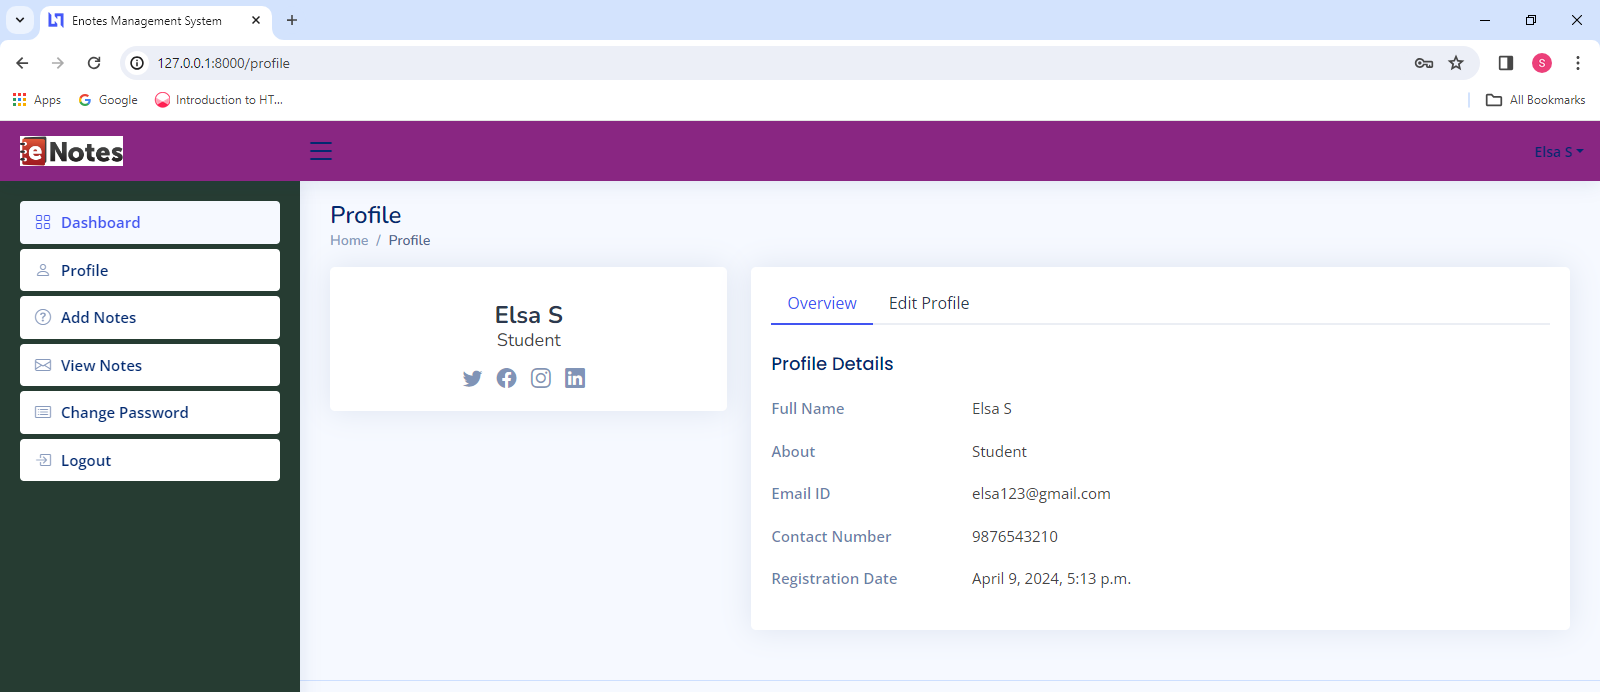 Enotes Management System
127.0.0.1:8000/profile
S
Apps
Google
Introduction to HT...
All Bookmarks
eNotes
Elsa S
Dashboard
Profile
Add Notes
View Notes
Change Password
Logout
Profile
Home / Profile
Elsa S
Student
Overview Edit Profile
Profile Details
Full Name Elsa S
About Student
Email ID elsa123@gmail.com
Contact Number 9876543210
Registration Date April 9, 2024, 5:13 p.m.